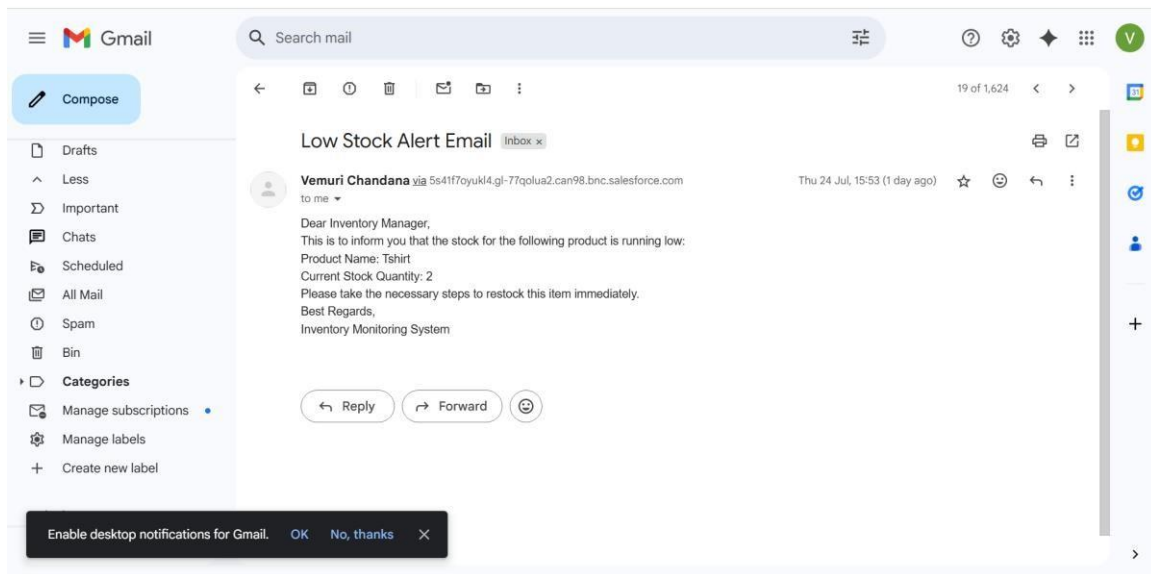 Gmail
Search mail
V
Compose
19 of 1,624
31
Drafts
Less
Important
Chats
Scheduled
All Mail
Spam
Bin
Categories
Manage subscriptions
Manage labels
Create new label
Low Stock Alert Email Inbox x
Vemuri Chandana via 5s41f7oyukl4.gl-77qolua2.can98.bnc.salesforce.com Thu 24 Jul, 15:53 (1 day ago)
to me
Dear Inventory Manager,
This is to inform you that the stock for the following product is running low:
Product Name: Tshirt
Current Stock Quantity: 2
Please take the necessary steps to restock this item immediately.
Best Regards,
Inventory Monitoring System
Reply Forward
Enable desktop notifications for Gmail. OK No, thanks